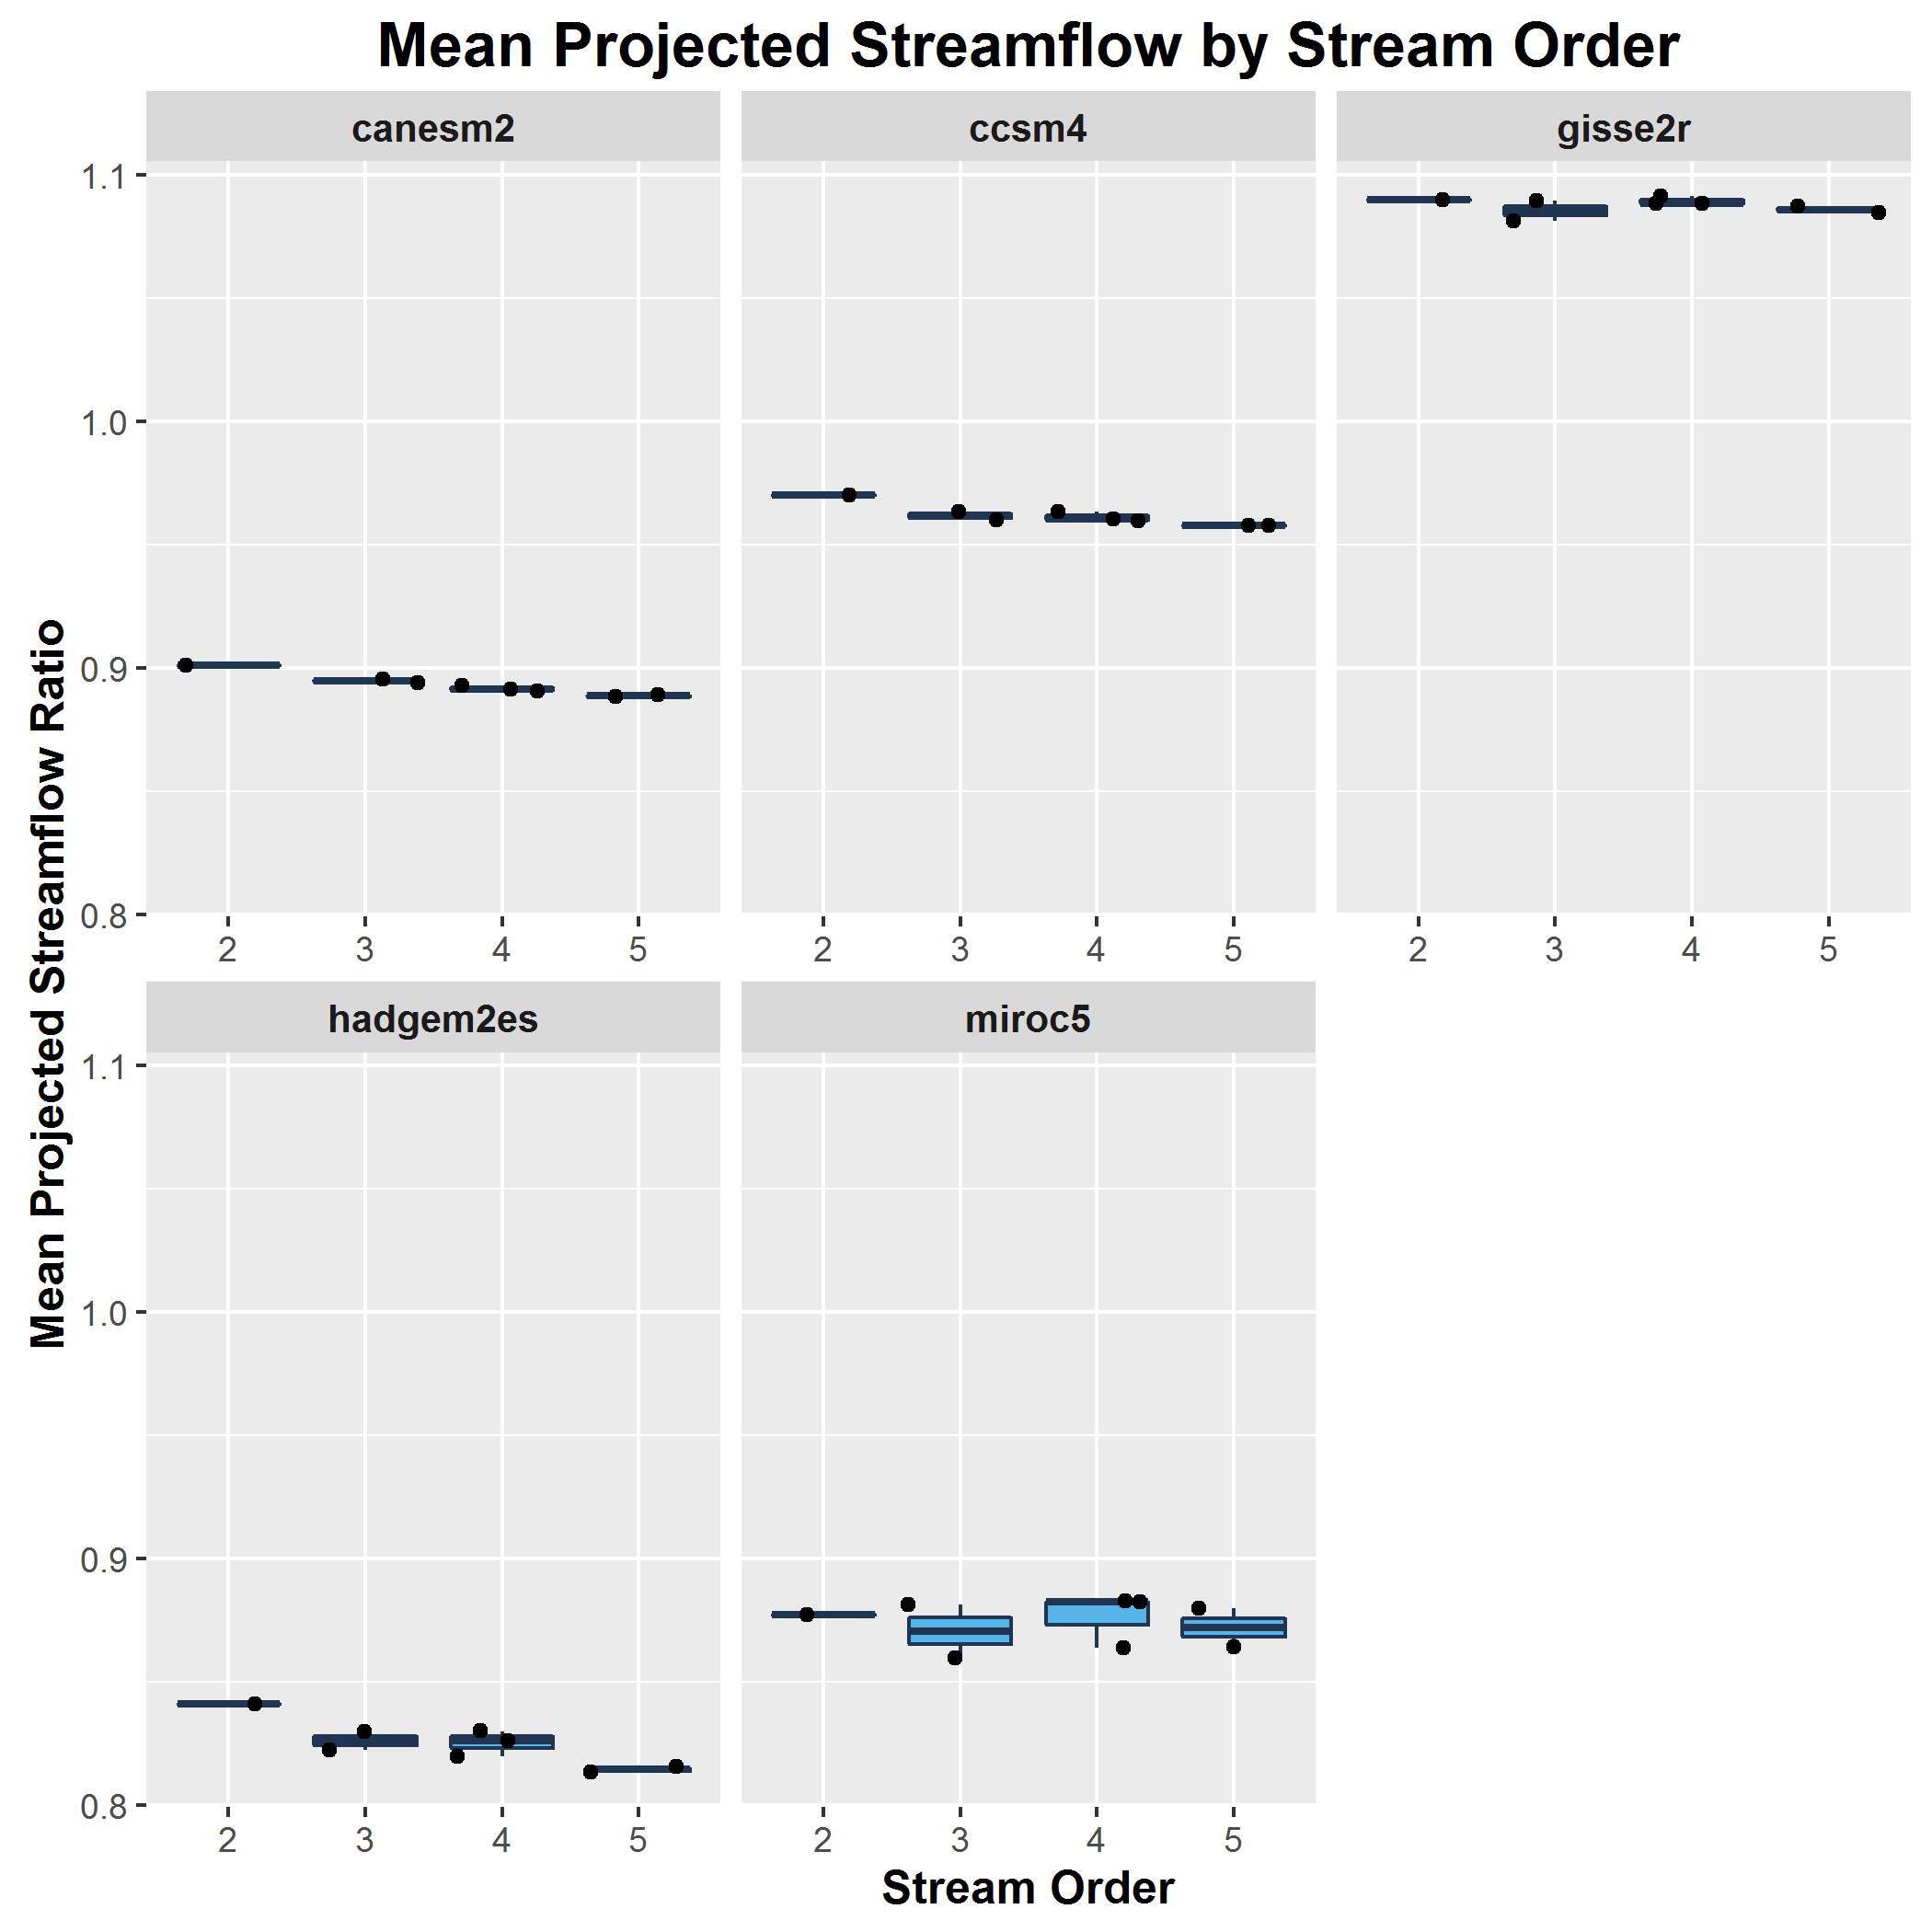 Mean Projected Streamflow by Stream Order
canesm2
ccsm4
gisse2r
1.1
1.0
0.9
0.8
2 3 4 5
2 3 4 5
2 3 4 5
hadgem2es
miroc5
1.1
1.0
0.9
0.8
2 3 4 5
2 3 4 5
Mean Projected Streamflow Ratio
Stream Order